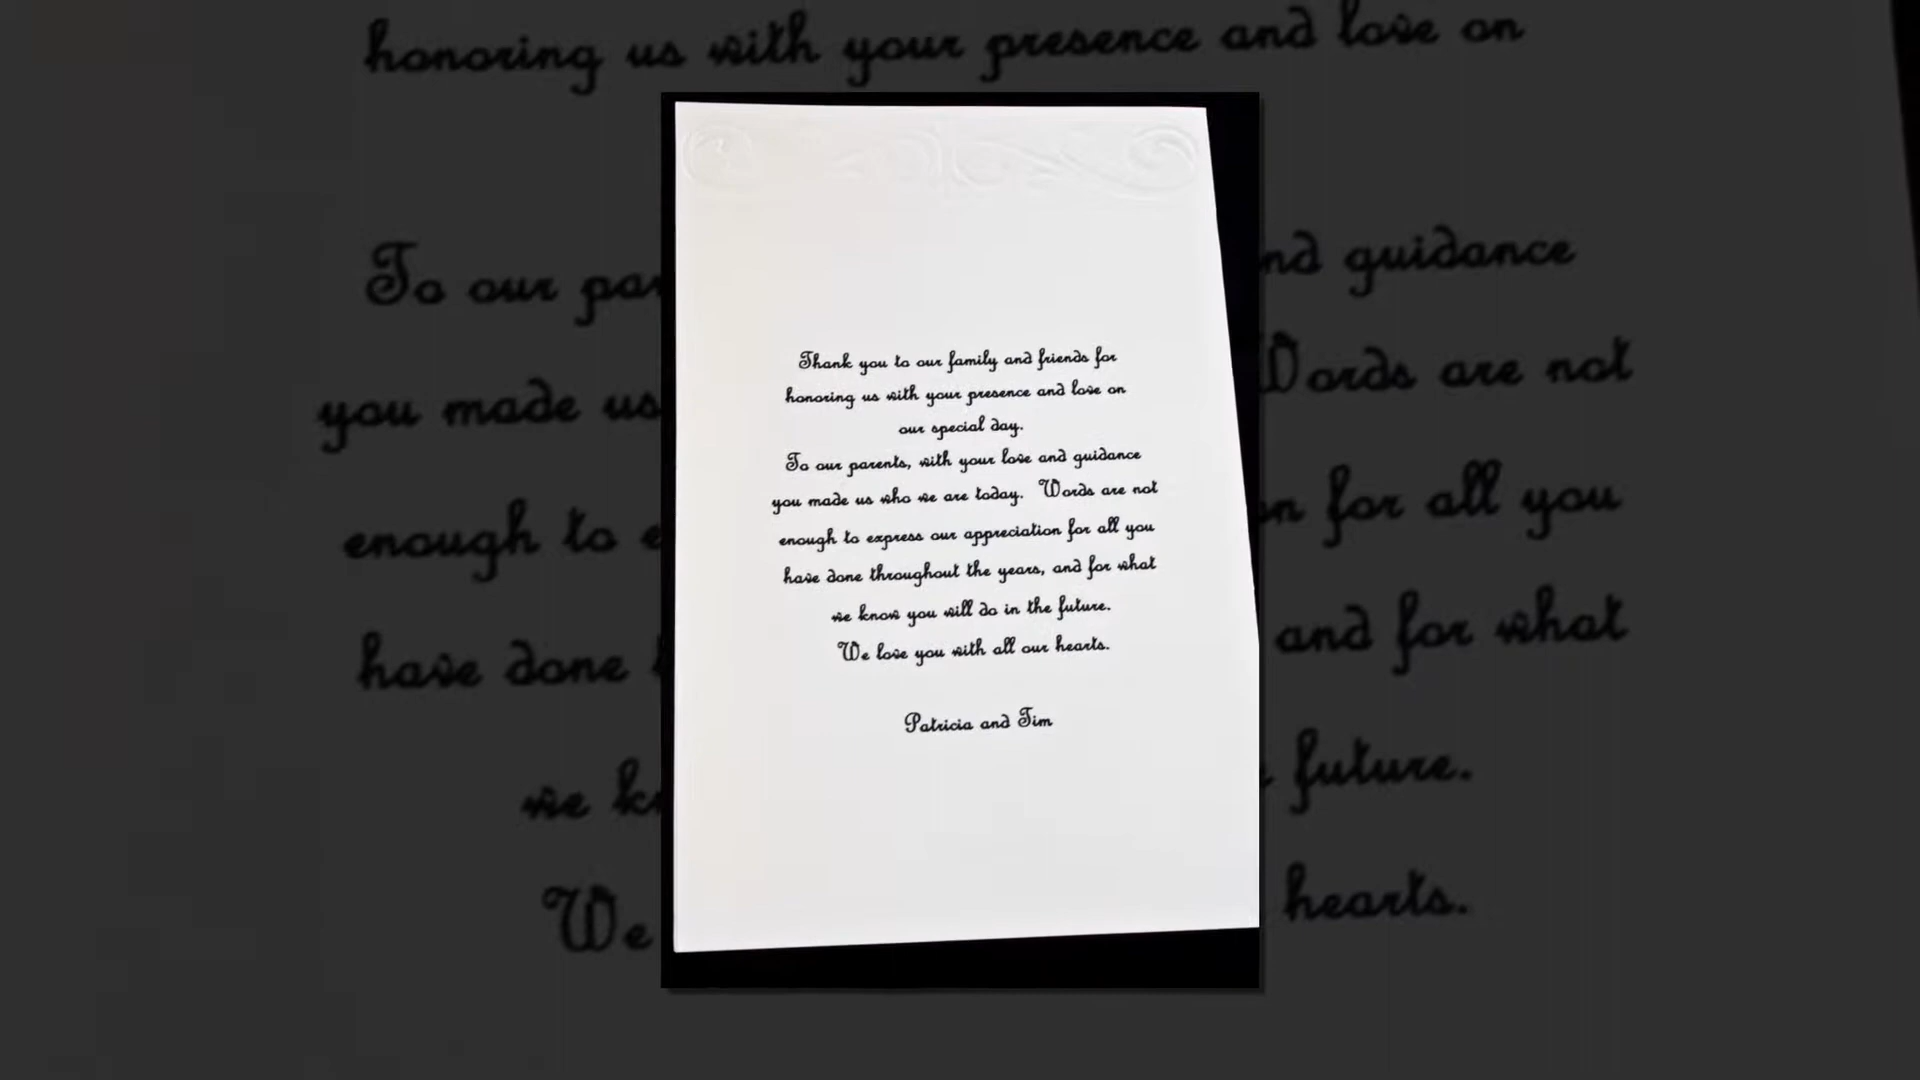 Thank you to our family and friends for
honoring us with your presence and love on
our special day.
To our parents, with your love and guidance
you made us who we are today. Words are not
enough to express our appreciation for all you
have done throughout the years, and for what
we know you will do in the future.
We love you with all our hearts.
Patricia and Tim